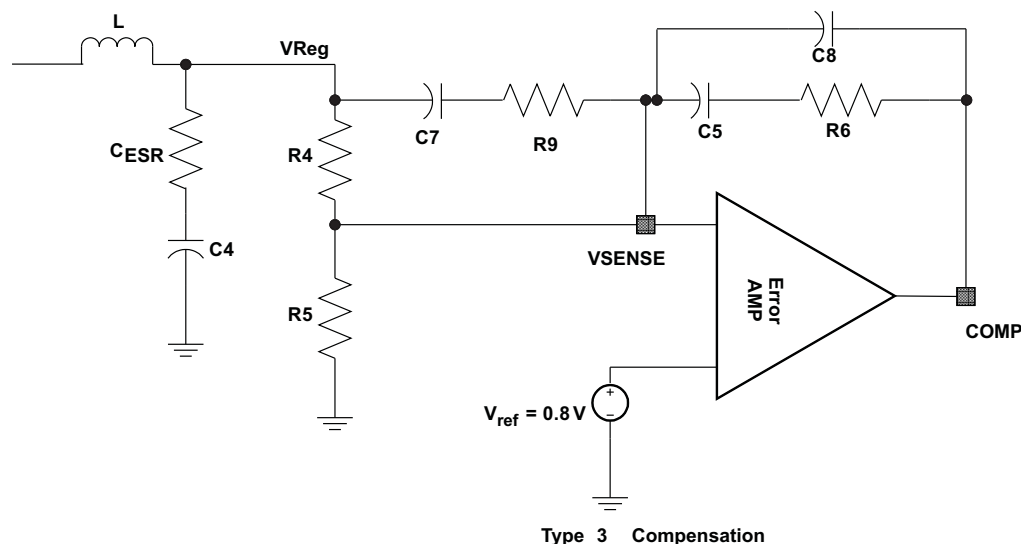 L
VReg
C8
C7
R9
C5
R6
CESR
R4
C4
VSENSE
Error
AMP
R5
COMP
Vref = 0.8 V
+
−
Type 3 Compensation